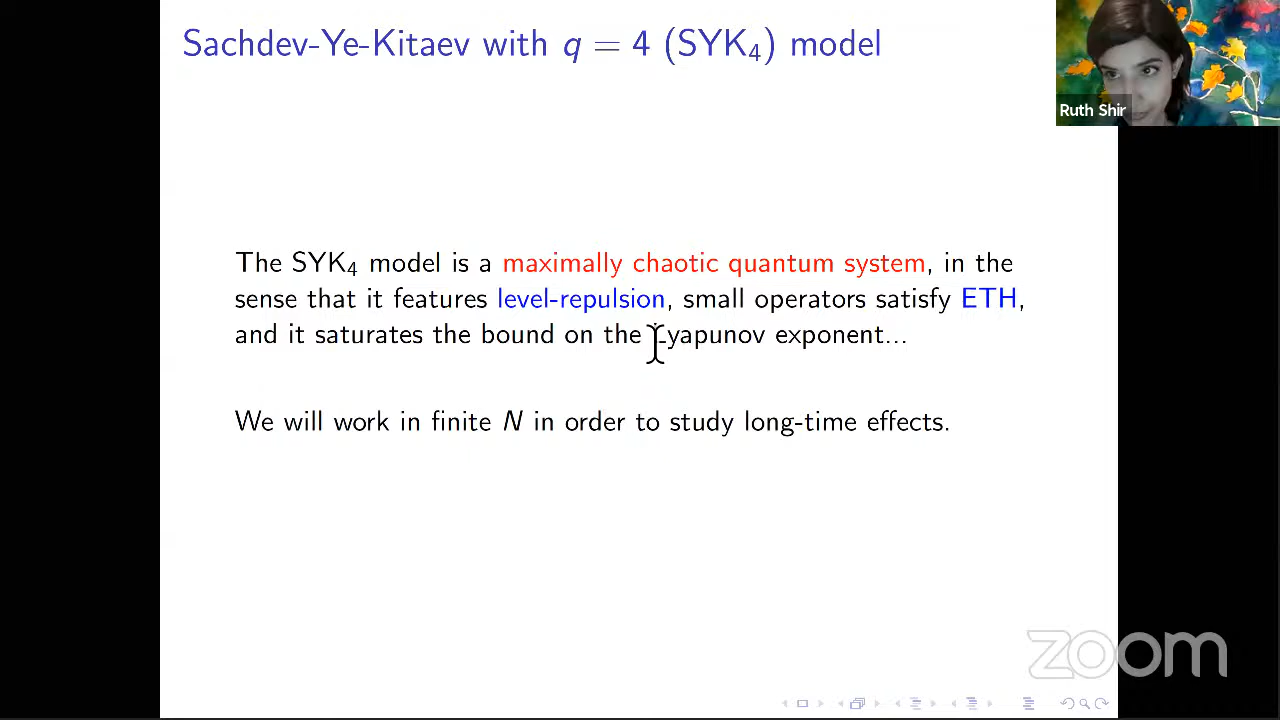 Sachdev-Ye-Kitaev with q = 4 (SYK₄) model
Ruth Shir
The SYK₄ model is a maximally chaotic quantum system, in the
sense that it features level-repulsion, small operators satisfy ETH,
and it saturates the bound on the Lyapunov exponent...
We will work in finite N in order to study long-time effects.
zoom